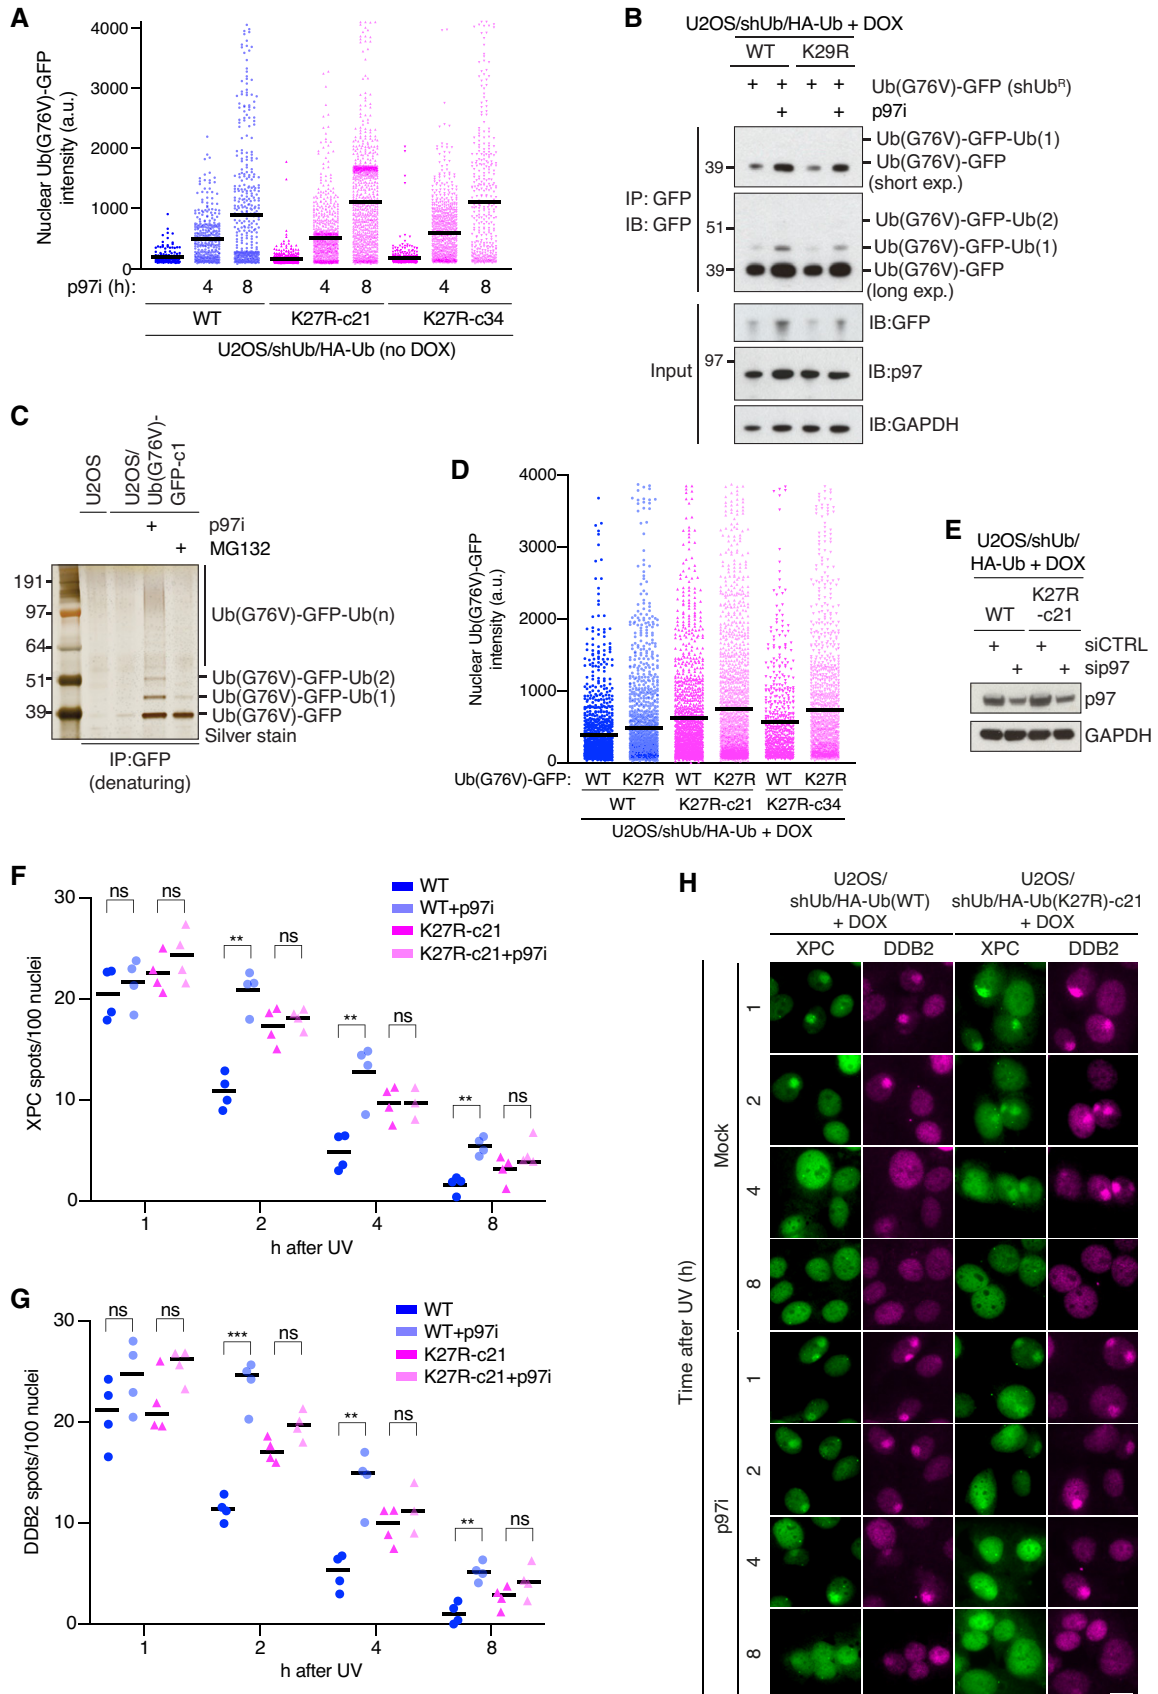 A
4000
3000
2000
1000
0
Nuclear Ub(G76V)-GFP
intensity (a.u.)
p97i (h): 4 8 4 8 4 8
WT K27R-c21 K27R-c34
U2OS/shUb/HA-Ub (no DOX)
B
U2OS/shUb/HA-Ub + DOX
WT K29R
+ + + + Ub(G76V)-GFP (shUbᴿ)
+ + p97i
Ub(G76V)-GFP-Ub(1)
39 Ub(G76V)-GFP
(short exp.)
IP: GFP
IB: GFP
Ub(G76V)-GFP-Ub(2)
51
Ub(G76V)-GFP-Ub(1)
39 Ub(G76V)-GFP
(long exp.)
IB:GFP
97
Input
IB:p97
IB:GAPDH
C
U2OS
U2OS/
Ub(G76V)-
GFP-c1
+ p97i
+ MG132
191
97
64
51
39
Ub(G76V)-GFP-Ub(n)
Ub(G76V)-GFP-Ub(2)
Ub(G76V)-GFP-Ub(1)
Ub(G76V)-GFP
Silver stain
IP:GFP
(denaturing)
D
4000
3000
2000
1000
0
Nuclear Ub(G76V)-GFP
intensity (a.u.)
Ub(G76V)-GFP: WT K27R WT K27R WT K27R
WT K27R-c21 K27R-c34
U2OS/shUb/HA-Ub + DOX
E
U2OS/shUb/
HA-Ub + DOX
K27R
WT -c21
+ + siCTRL
+ + sip97
p97
GAPDH
F
30
20
10
0
XPC spots/100 nuclei
ns ns
** ns
** ns
** ns
WT
WT+p97i
K27R-c21
K27R-c21+p97i
1 2 4 8
h after UV
G
30
20
10
0
DDB2 spots/100 nuclei
ns ns
*** ns
** ns
** ns
WT
WT+p97i
K27R-c21
K27R-c21+p97i
1 2 4 8
h after UV
H
U2OS/
shUb/HA-Ub(WT)
+ DOX
U2OS/
shUb/HA-Ub(K27R)-c21
+ DOX
XPC DDB2 XPC DDB2
Time after UV (h)
Mock
1
2
4
8
p97i
1
2
4
8